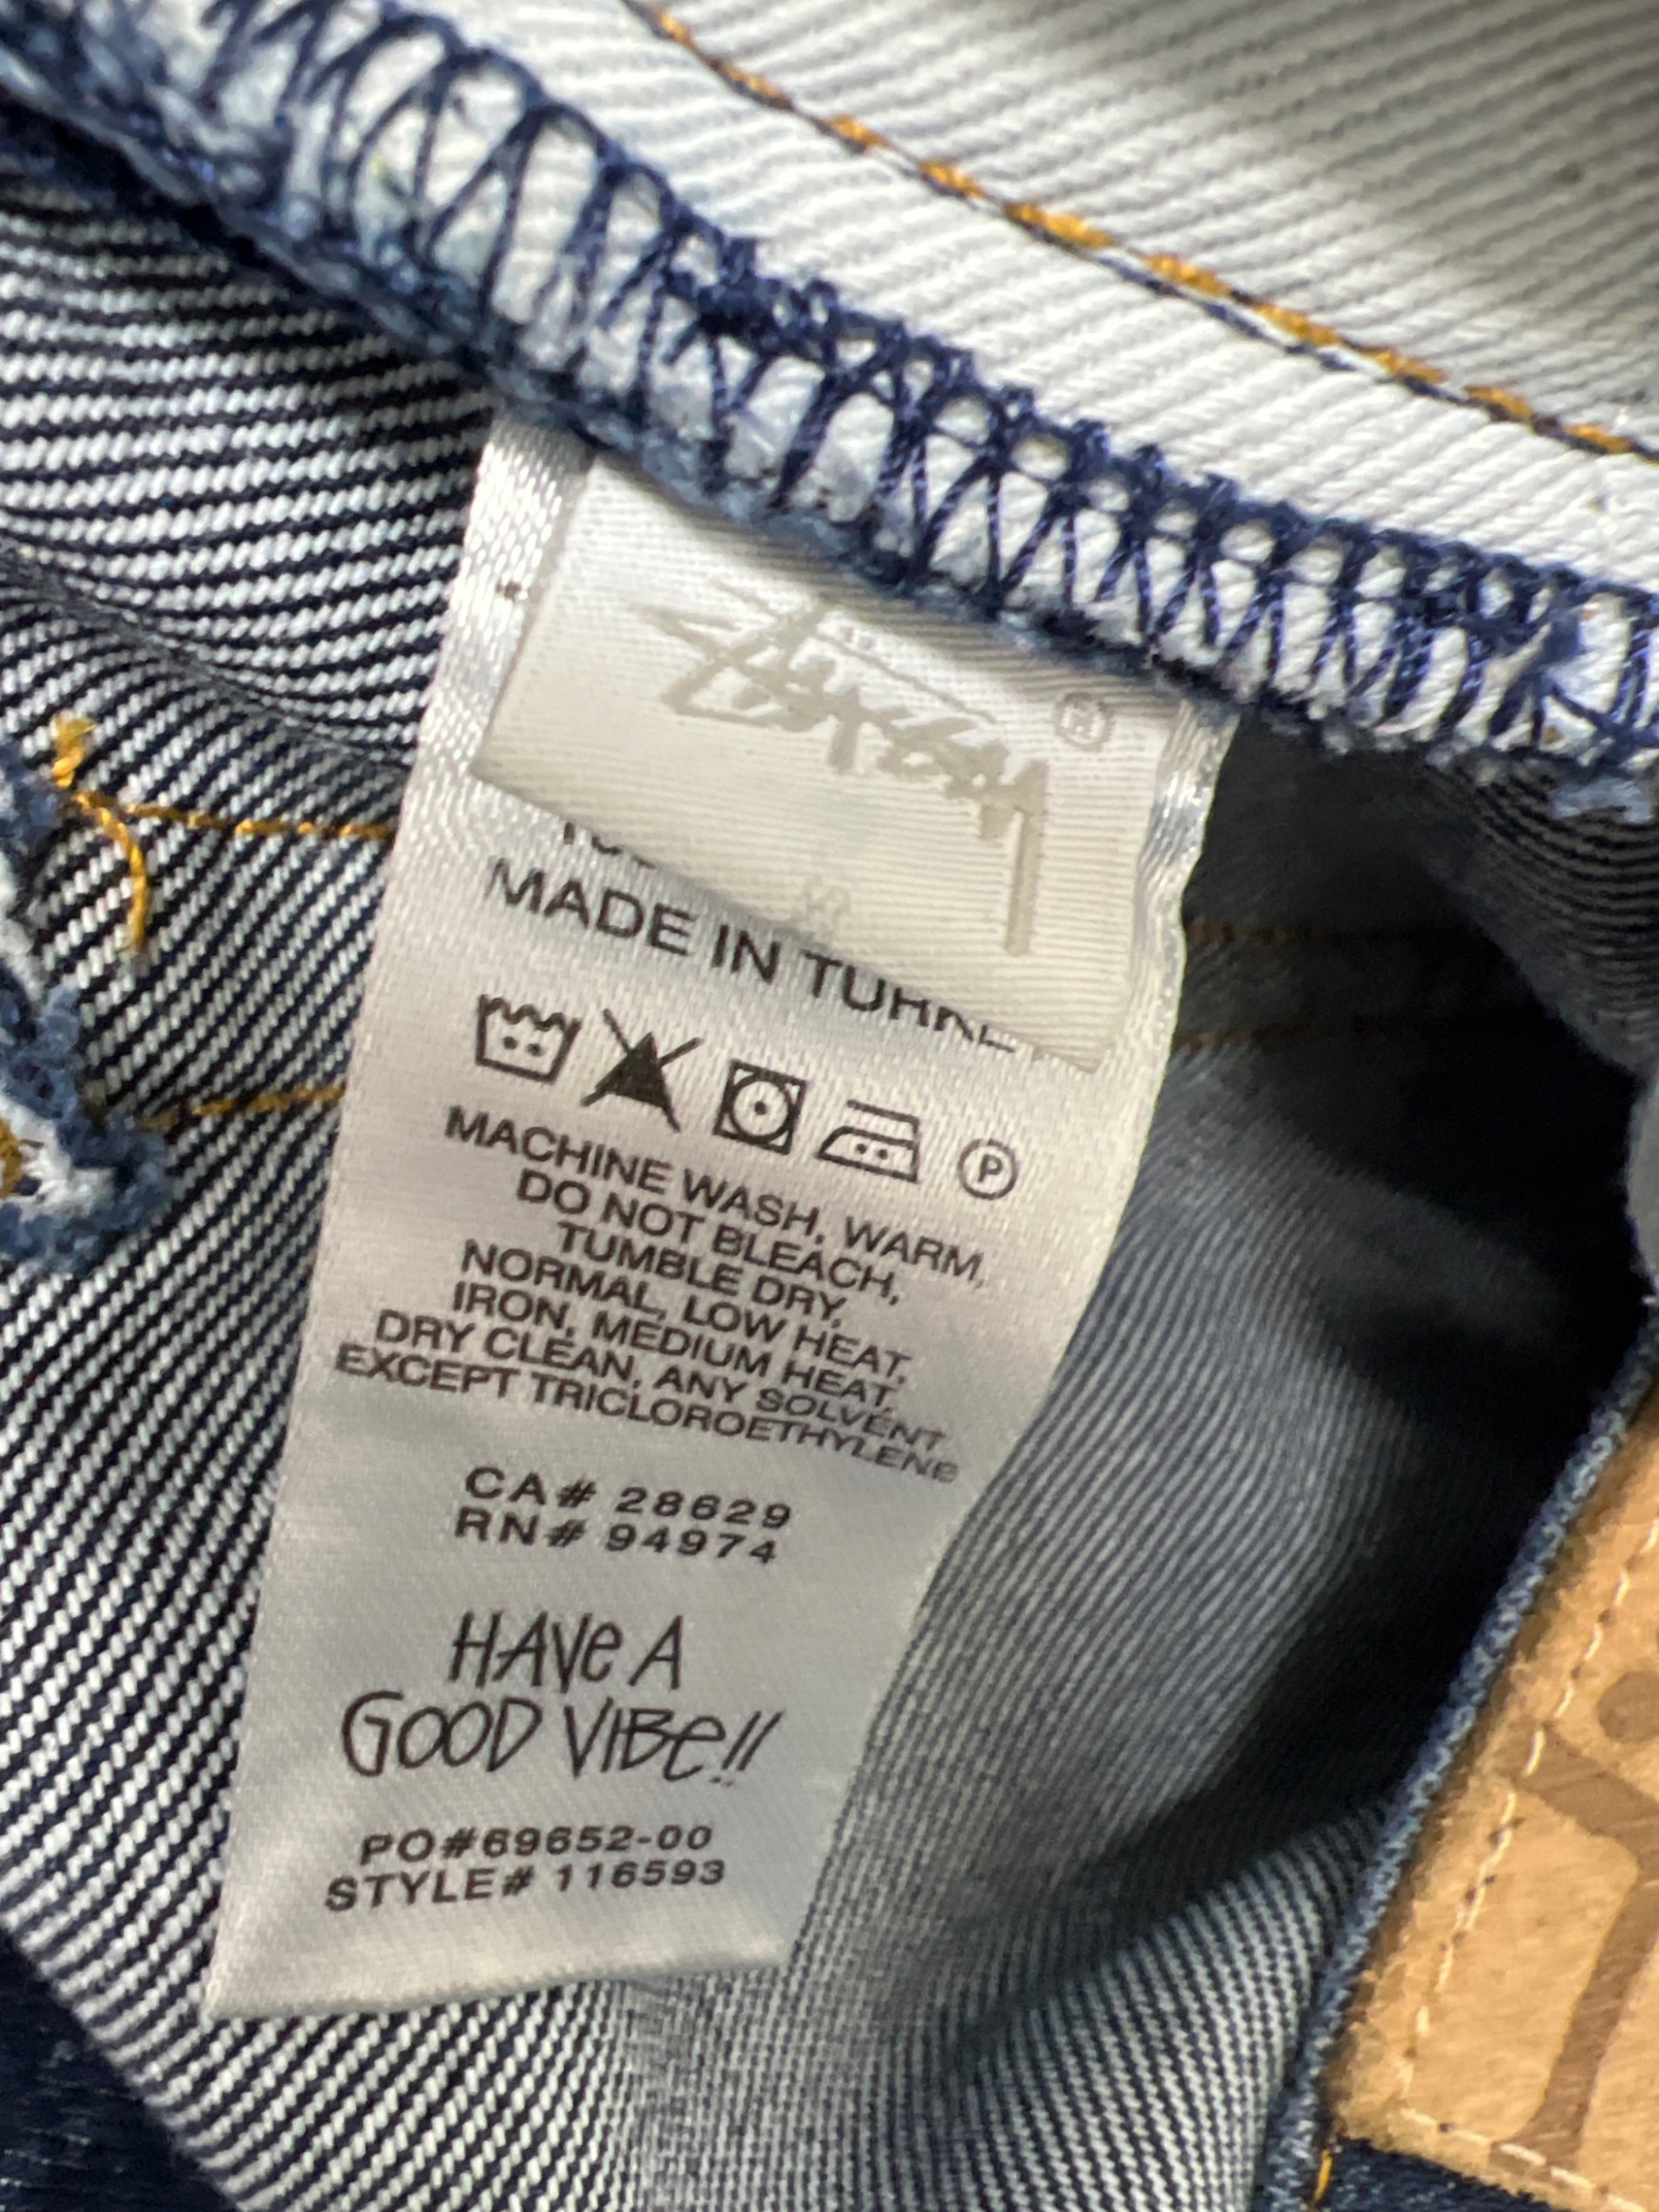 Stüssy ®
MADE IN TURKEY
P
MACHINE WASH, WARM,
DO NOT BLEACH,
TUMBLE DRY,
NORMAL, LOW HEAT,
IRON, MEDIUM HEAT,
DRY CLEAN, ANY SOLVENT
EXCEPT TRICLOROETHYLENE
CA# 28629
RN# 94974
HAVE A
GOOD VIBE!!
PO#69652-00
STYLE# 116593